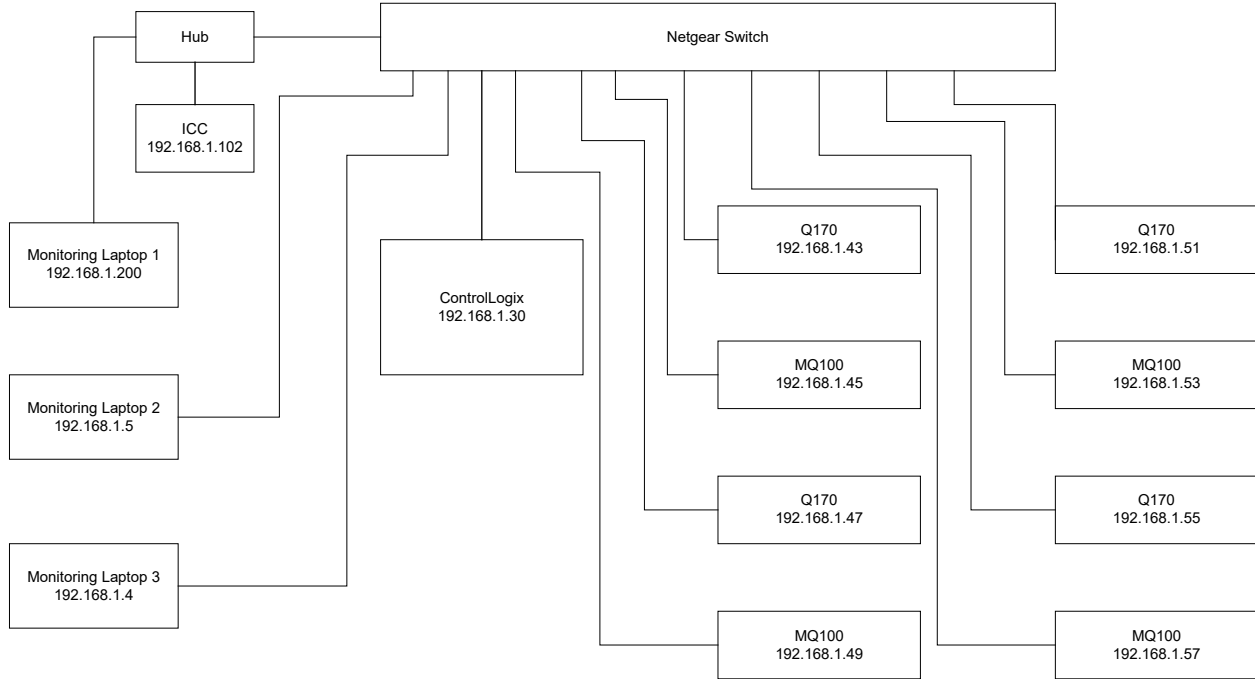 Hub
Netgear Switch
ICC
192.168.1.102
Monitoring Laptop 1
192.168.1.200
Q170
192.168.1.43
Q170
192.168.1.51
ControlLogix
192.168.1.30
MQ100
192.168.1.45
MQ100
192.168.1.53
Monitoring Laptop 2
192.168.1.5
Q170
192.168.1.47
Q170
192.168.1.55
Monitoring Laptop 3
192.168.1.4
MQ100
192.168.1.49
MQ100
192.168.1.57